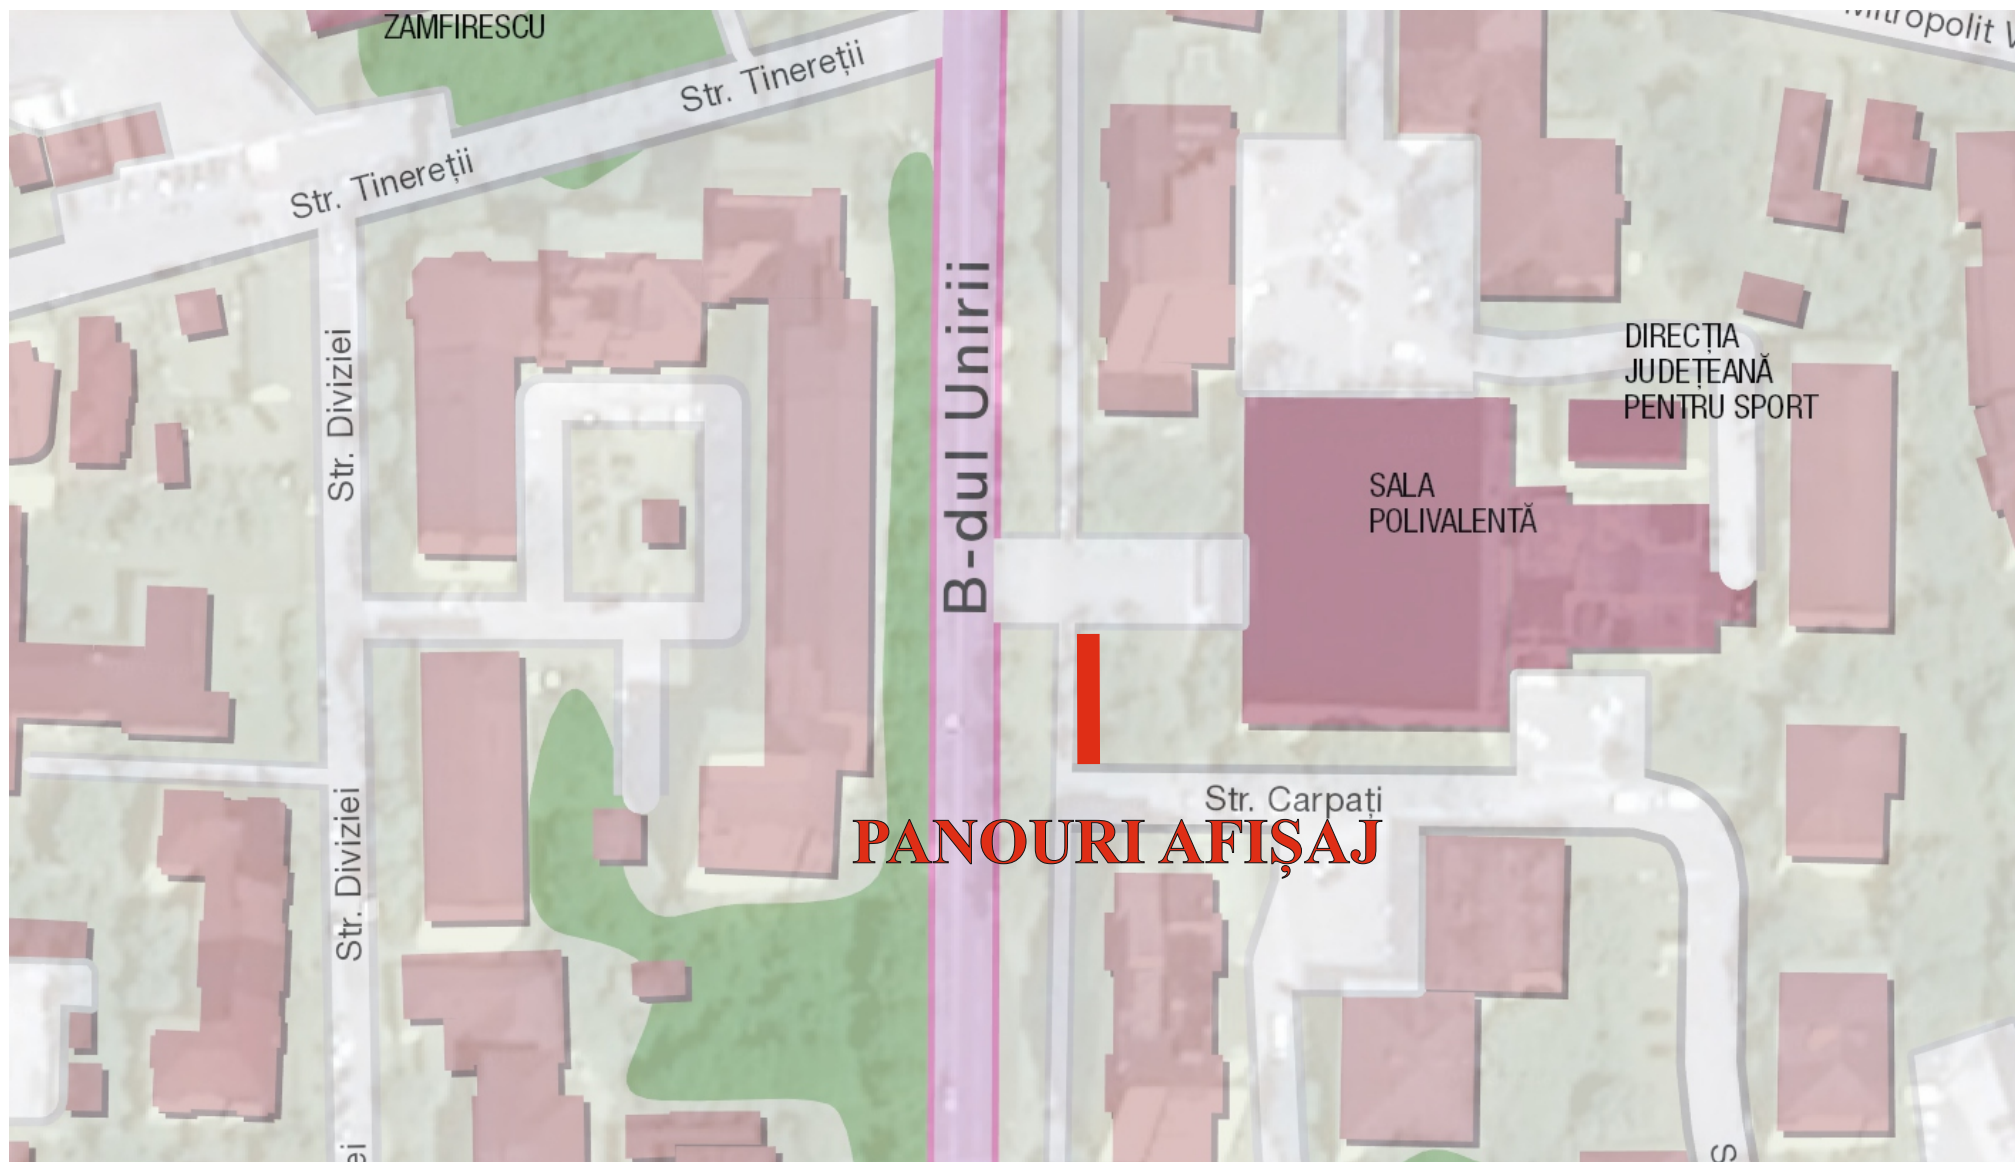 ZAMFIRESCU
Mitropolit V
Str. Tinereții
Str. Tinereții
DIRECȚIA
JUDEȚEANĂ
PENTRU SPORT
B-dul Unirii
Str. Diviziei
SALA
POLIVALENTĂ
Str. Carpați
PANOURI AFIȘAJ
Str. Diviziei
ei
S